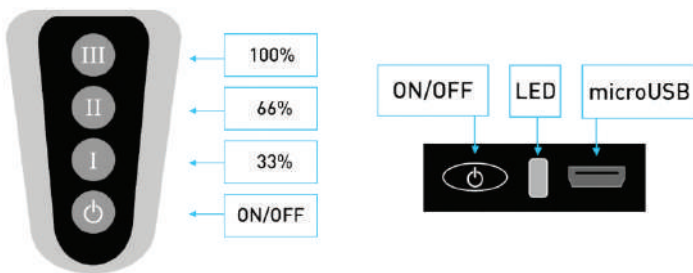 III
100%
II
66%
I
33%
ON/OFF
ON/OFF
LED
microUSB